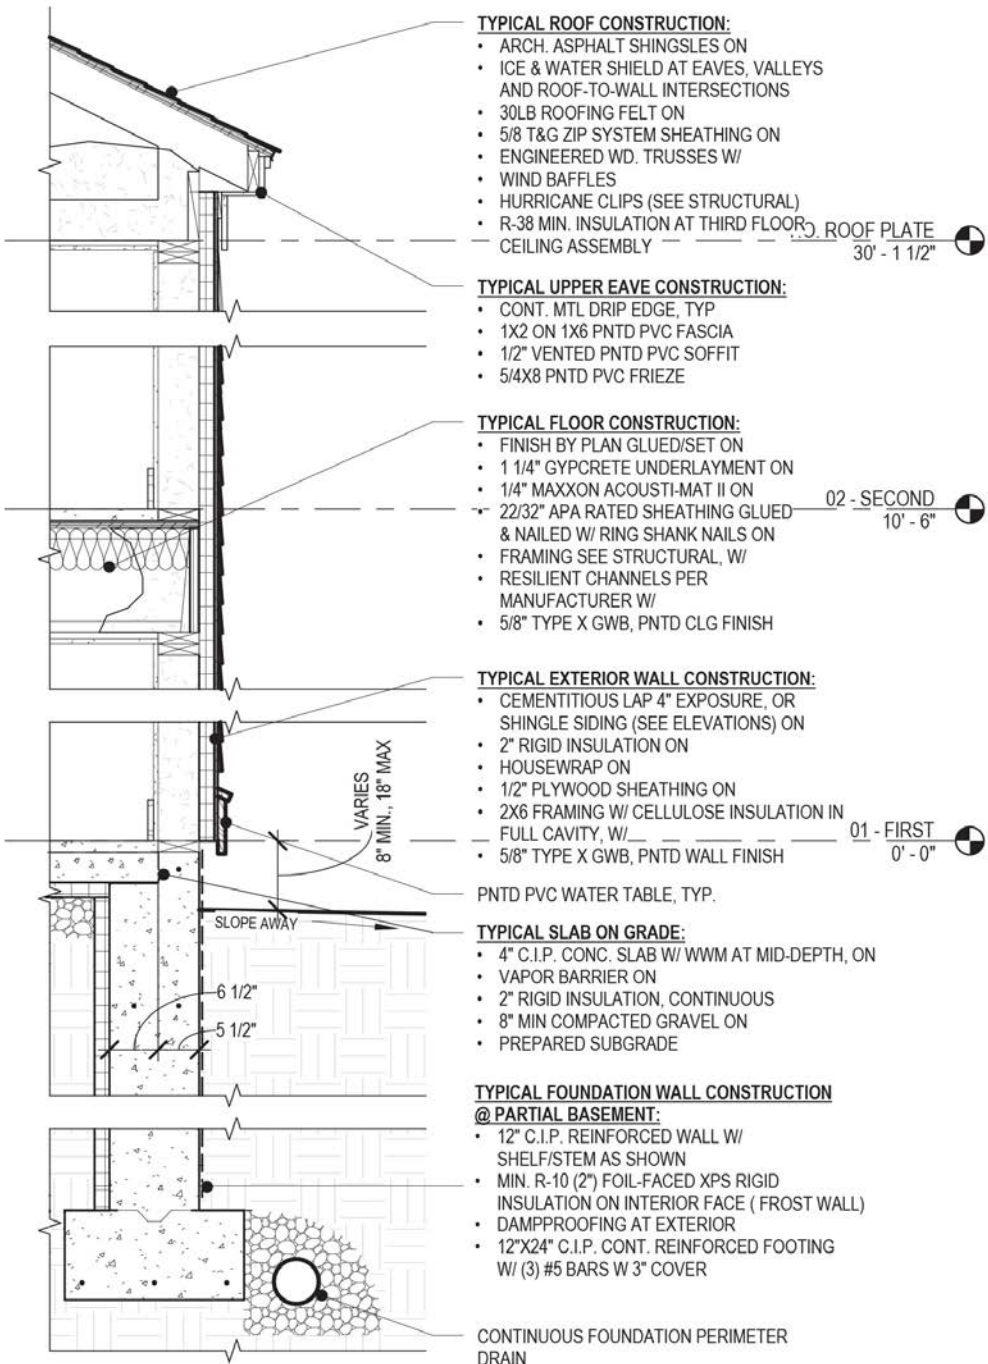 TYPICAL ROOF CONSTRUCTION:
• ARCH. ASPHALT SHINGSLES ON
• ICE & WATER SHIELD AT EAVES, VALLEYS
AND ROOF-TO-WALL INTERSECTIONS
• 30LB ROOFING FELT ON
• 5/8 T&G ZIP SYSTEM SHEATHING ON
• ENGINEERED WD. TRUSSES W/
• WIND BAFFLES
• HURRICANE CLIPS (SEE STRUCTURAL)
• R-38 MIN. INSULATION AT THIRD FLOOR
CEILING ASSEMBLY
ROOF PLATE
30' - 1 1/2"
TYPICAL UPPER EAVE CONSTRUCTION:
• CONT. MTL DRIP EDGE, TYP
• 1X2 ON 1X6 PNTD PVC FASCIA
• 1/2" VENTED PNTD PVC SOFFIT
• 5/4X8 PNTD PVC FRIEZE
TYPICAL FLOOR CONSTRUCTION:
• FINISH BY PLAN GLUED/SET ON
• 1 1/4" GYPCRETE UNDERLAYMENT ON
• 1/4" MAXXON ACOUSTI-MAT II ON
• 22/32" APA RATED SHEATHING GLUED
& NAILED W/ RING SHANK NAILS ON
• FRAMING SEE STRUCTURAL, W/
• RESILIENT CHANNELS PER
MANUFACTURER W/
• 5/8" TYPE X GWB, PNTD CLG FINISH
02 - SECOND
10' - 6"
TYPICAL EXTERIOR WALL CONSTRUCTION:
• CEMENTITIOUS LAP 4" EXPOSURE, OR
SHINGLE SIDING (SEE ELEVATIONS) ON
• 2" RIGID INSULATION ON
• HOUSEWRAP ON
• 1/2" PLYWOOD SHEATHING ON
• 2X6 FRAMING W/ CELLULOSE INSULATION IN
FULL CAVITY, W/
• 5/8" TYPE X GWB, PNTD WALL FINISH
VARIES
8" MIN., 18" MAX
01 - FIRST
0' - 0"
PNTD PVC WATER TABLE, TYP.
SLOPE AWAY
TYPICAL SLAB ON GRADE:
• 4" C.I.P. CONC. SLAB W/ WWM AT MID-DEPTH, ON
• VAPOR BARRIER ON
• 2" RIGID INSULATION, CONTINUOUS
• 8" MIN COMPACTED GRAVEL ON
• PREPARED SUBGRADE
6 1/2"
5 1/2"
TYPICAL FOUNDATION WALL CONSTRUCTION
@ PARTIAL BASEMENT:
• 12" C.I.P. REINFORCED WALL W/
SHELF/STEM AS SHOWN
• MIN. R-10 (2") FOIL-FACED XPS RIGID
INSULATION ON INTERIOR FACE ( FROST WALL)
• DAMPPROOFING AT EXTERIOR
• 12"X24" C.I.P. CONT. REINFORCED FOOTING
W/ (3) #5 BARS W 3" COVER
CONTINUOUS FOUNDATION PERIMETER
DRAIN